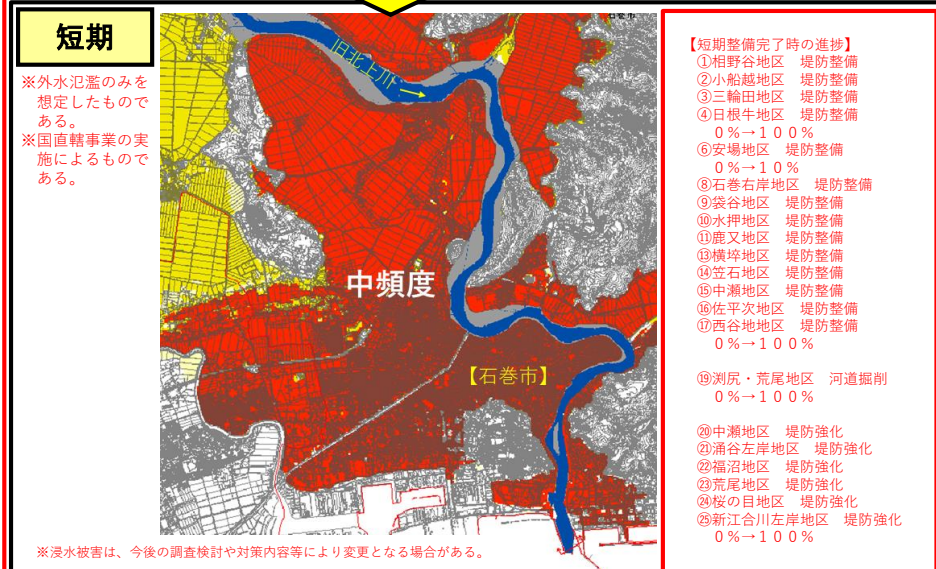 短期
※外水氾濫のみを
想定したもので
ある。
※国直轄事業の実
施によるもので
ある。
石巻市
旧北上川
中頻度
【石巻市】
※浸水被害は、今後の調査検討や対策内容等により変更となる場合がある。
【短期整備完了時の進捗】
①相野谷地区 堤防整備
②小船越地区 堤防整備
③三輪田地区 堤防整備
④日根牛地区 堤防整備
0%→100%
⑥安場地区 堤防整備
0%→10%
⑧石巻右岸地区 堤防整備
⑨袋谷地区 堤防整備
⑩水押地区 堤防整備
⑪鹿又地区 堤防整備
⑬横埣地区 堤防整備
⑭笠石地区 堤防整備
⑮中瀬地区 堤防整備
⑯佐平次地区 堤防整備
⑰西谷地地区 堤防整備
0%→100%
⑲渕尻・荒尾地区 河道掘削
0%→100%
⑳中瀬地区 堤防強化
㉑涌谷左岸地区 堤防強化
㉒福沼地区 堤防強化
㉓荒尾地区 堤防強化
㉔桜の目地区 堤防強化
㉕新江合川左岸地区 堤防強化
0%→100%